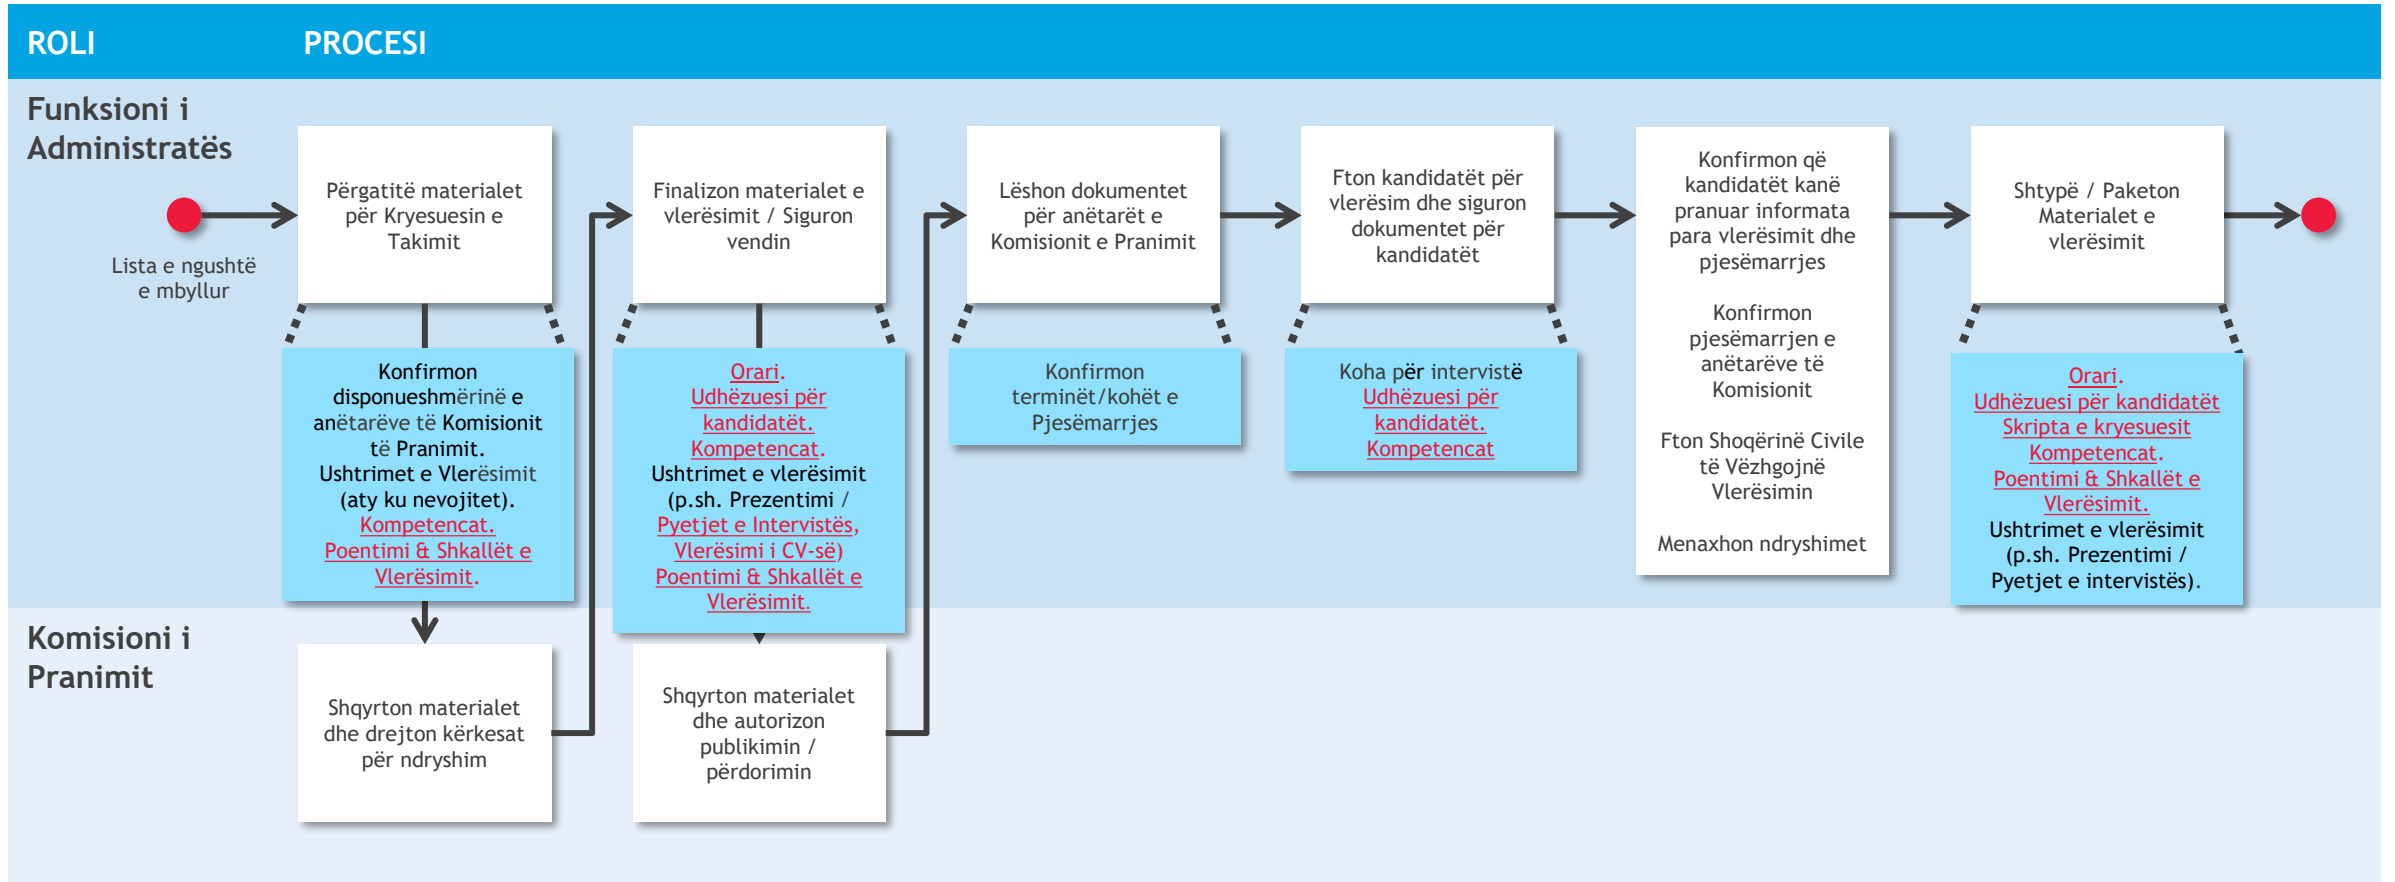 ROLI
PROCESI
Funksioni i
Administratës
Lista e ngushtë
e mbyllur
Përgatitë materialet
për Kryesuesin e
Takimit
Finalizon materialet e
vlerësimit / Siguron
vendin
Lëshon dokumentet
për anëtarët e
Komisionit e Pranimit
Fton kandidatët për
vlerësim dhe siguron
dokumentet për
kandidatët
Konfirmon që
kandidatët kanë
pranuar informata
para vlerësimit dhe
pjesëmarrjes
Konfirmon
pjesëmarrjen e
anëtarëve të
Komisionit
Fton Shoqërinë Civile
të Vëzhgojnë
Vlerësimin
Menaxhon ndryshimet
Shtypë / Paketon
Materialet e
vlerësimit
Konfirmon
disponueshmërinë e
anëtarëve të Komisionit
të Pranimit.
Ushtrimet e Vlerësimit
(aty ku nevojitet).
Kompetencat.
Poentimi & Shkallët e
Vlerësimit.
Orari.
Udhëzuesi për
kandidatët.
Kompetencat.
Ushtrimet e vlerësimit
(p.sh. Prezentimi /
Pyetjet e Intervistës,
Vlerësimi i CV-së)
Poentimi & Shkallët e
Vlerësimit.
Konfirmon
terminët/kohët e
Pjesëmarrjes
Koha për intervistë
Udhëzuesi për
kandidatët.
Kompetencat
Orari.
Udhëzuesi për kandidatët
Skripta e kryesuesit
Kompetencat.
Poentimi & Shkallët e
Vlerësimit.
Ushtrimet e vlerësimit
(p.sh. Prezentimi /
Pyetjet e intervistës).
Komisioni i
Pranimit
Shqyrton materialet
dhe drejton kërkesat
për ndryshim
Shqyrton materialet
dhe autorizon
publikimin /
përdorimin